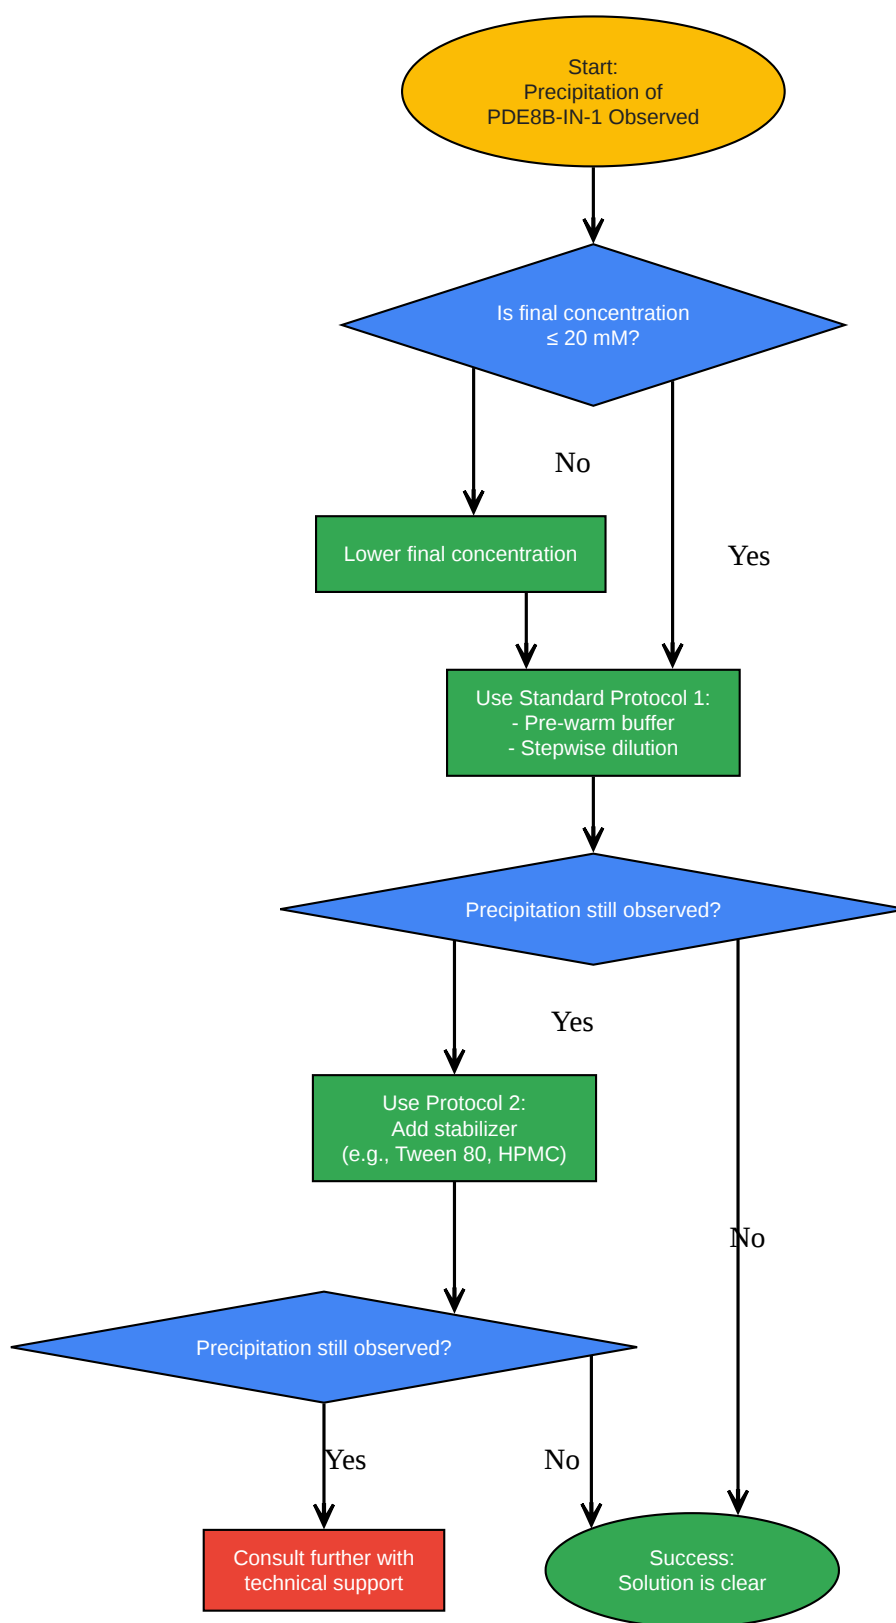 Start:
Precipitation of
PDE8B-IN-1 Observed
Is final concentration
≤ 20 mM?
No
Lower final concentration
Yes
Use Standard Protocol 1:
- Pre-warm buffer
- Stepwise dilution
Precipitation still observed?
Yes
Use Protocol 2:
Add stabilizer
(e.g., Tween 80, HPMC)
No
Precipitation still observed?
Yes
No
Consult further with
technical support
Success:
Solution is clear